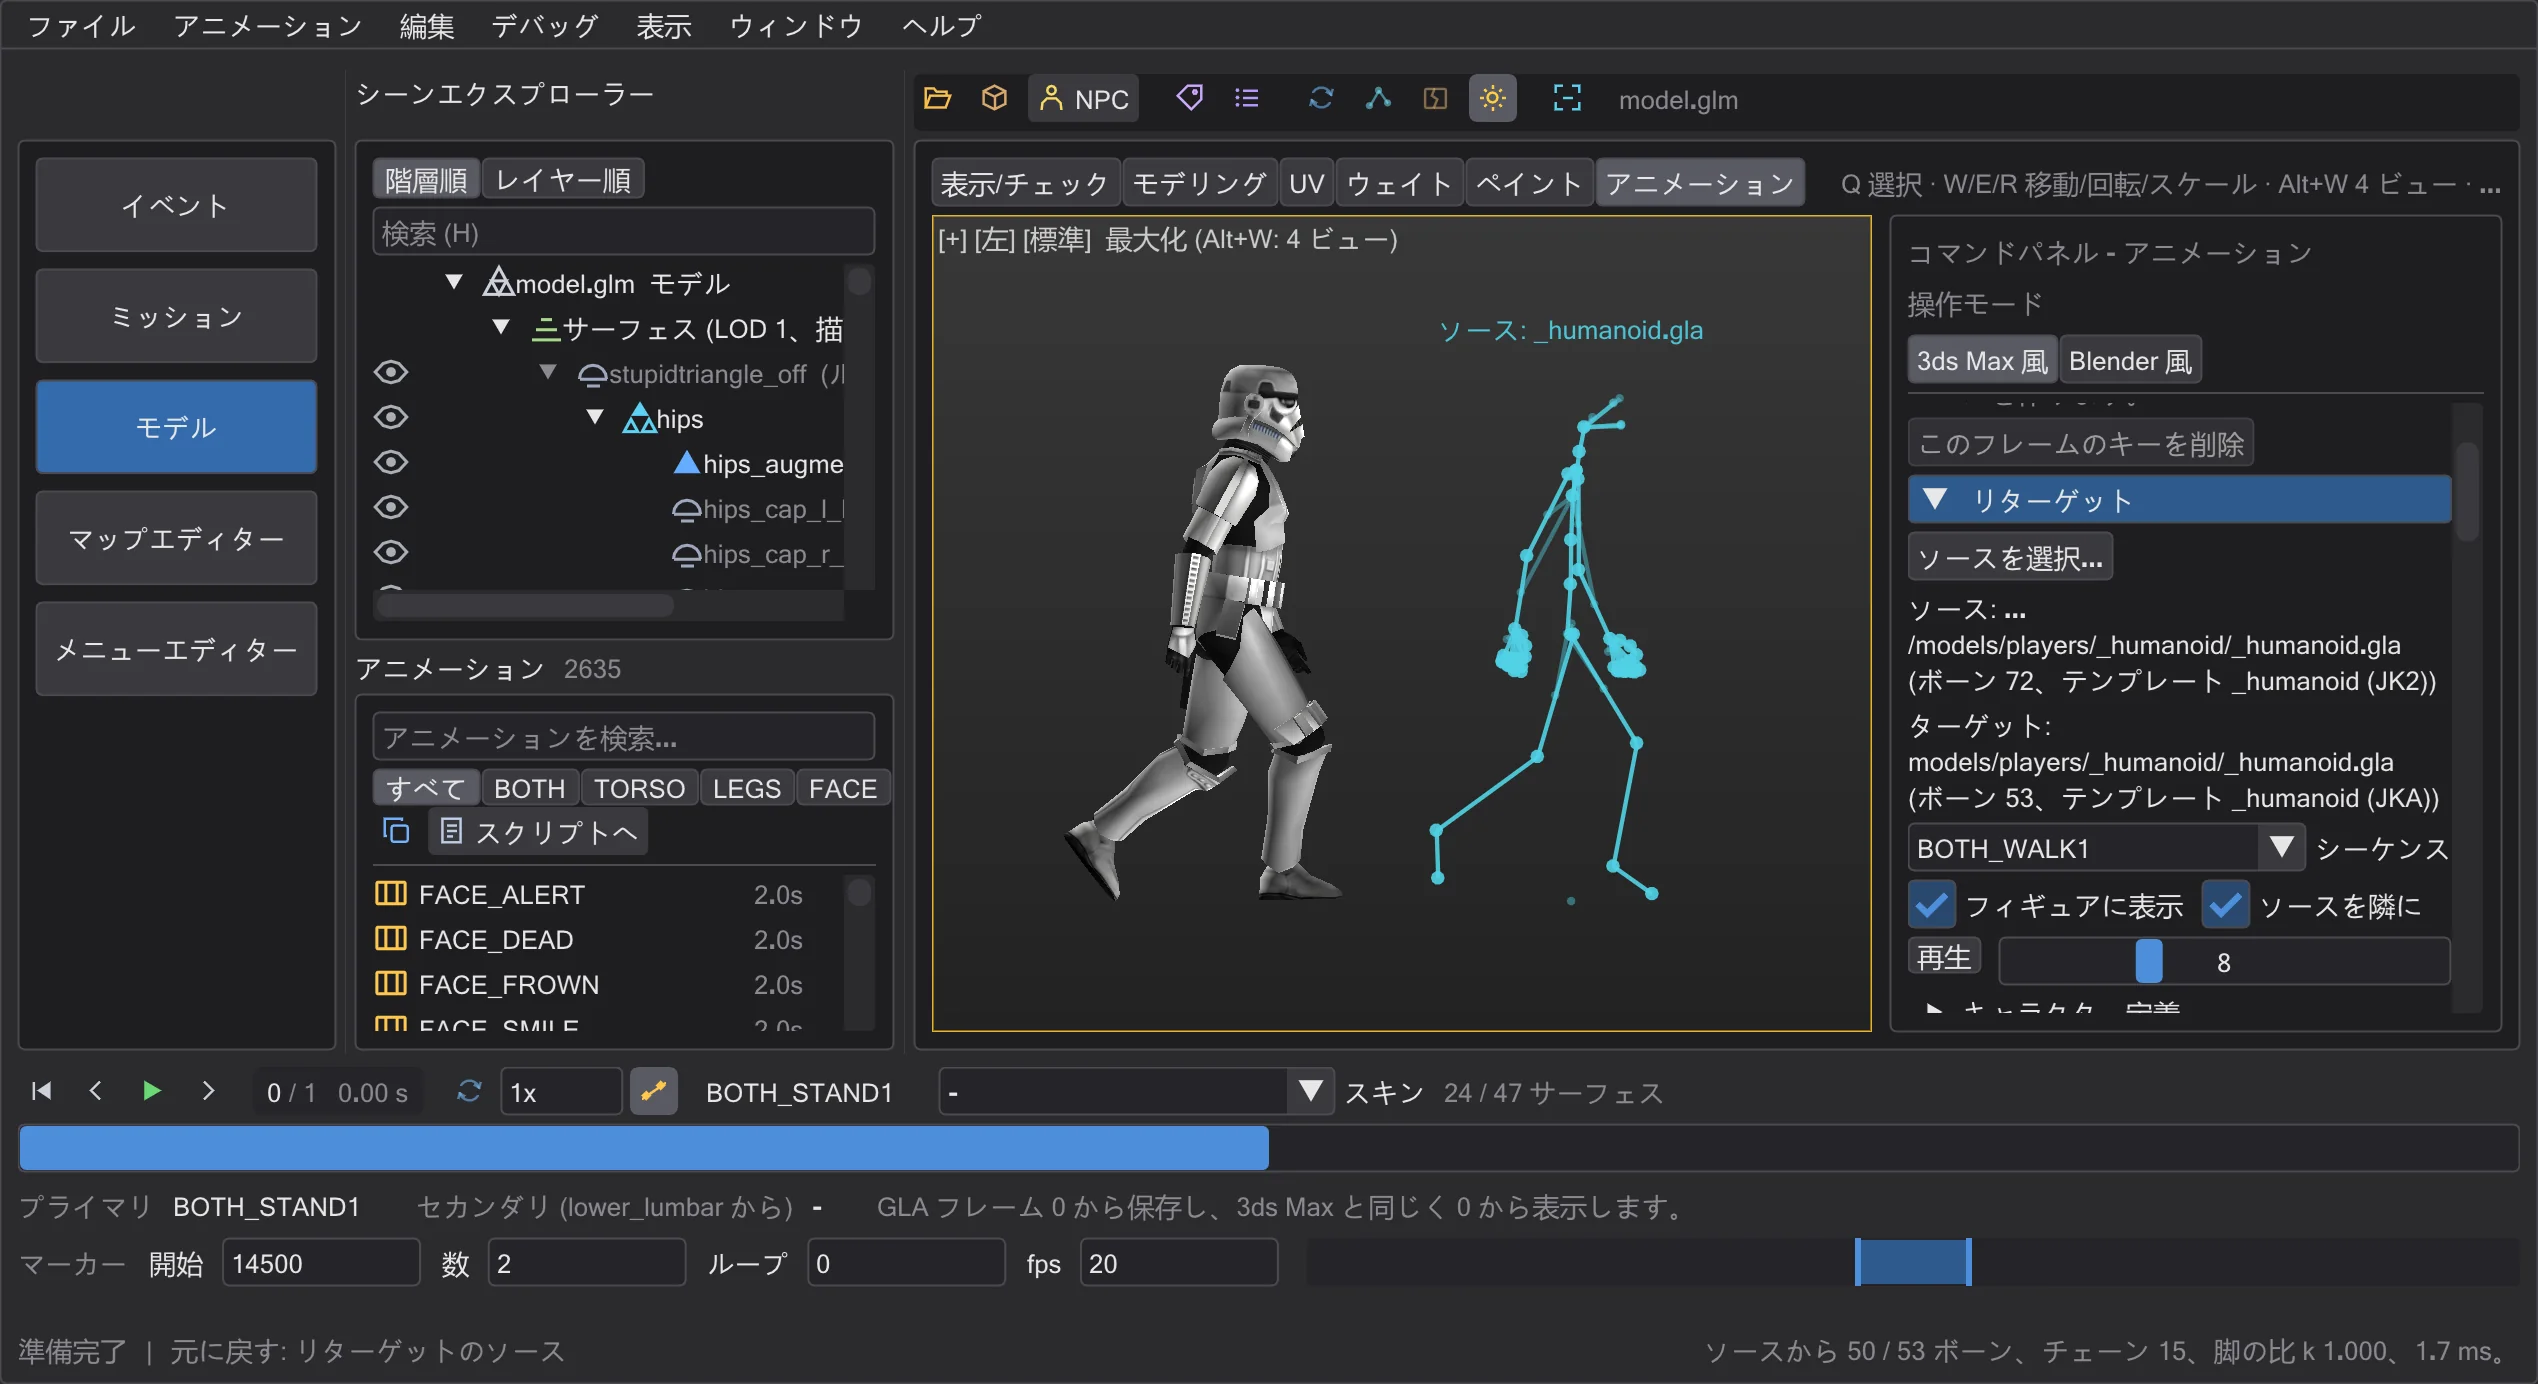 ファイル アニメーション 編集 デバッグ 表示 ウィンドウ ヘルプ
イベント
ミッション
モデル
マップエディター
メニューエディター
シーンエクスプローラー
階層順 レイヤー順
検索 (H)
model.glm モデル
サーフェス (LOD 1、描
stupidtriangle_off
hips
hips_augme
hips_cap_l_
hips_cap_r_
アニメーション 2635
アニメーションを検索...
すべて BOTH TORSO LEGS FACE
スクリプトへ
FACE_ALERT 2.0s
FACE_DEAD 2.0s
FACE_FROWN 2.0s
FACE_SMILE 2.0s
NPC model.glm
表示/チェック モデリング UV ウェイト ペイント アニメーション Q 選択 · W/E/R 移動/回転/スケール · Alt+W 4 ビュー · ...
[+] [左] [標準] 最大化 (Alt+W: 4 ビュー)
ソース: _humanoid.gla
コマンドパネル - アニメーション
操作モード
3ds Max 風 Blender 風
このフレームのキーを削除
リターゲット
ソースを選択...
ソース: ...
/models/players/_humanoid/_humanoid.gla
(ボーン 72、テンプレート _humanoid (JK2))
ターゲット:
models/players/_humanoid/_humanoid.gla
(ボーン 53、テンプレート _humanoid (JKA))
BOTH_WALK1 シーケンス
フィギュアに表示 ソースを隣に
再生 8
0 / 1 0.00 s 1x BOTH_STAND1 - スキン 24 / 47 サーフェス
プライマリ BOTH_STAND1 セカンダリ (lower_lumbar から) - GLA フレーム 0 から保存し、3ds Max と同じく 0 から表示します。
マーカー 開始 14500 数 2 ループ 0 fps 20
準備完了 | 元に戻す: リターゲットのソース
ソースから 50 / 53 ボーン、チェーン 15、脚の比 k 1.000、1.7 ms。